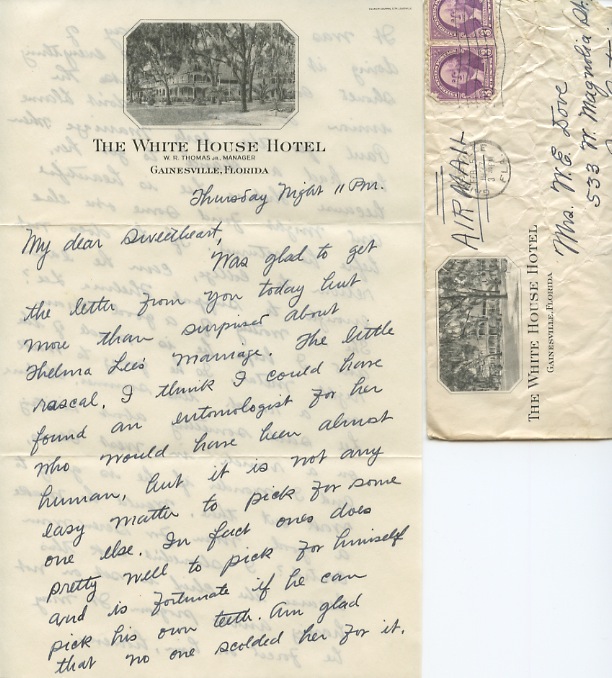 THE WHITE HOUSE HOTEL
W. R. THOMAS JR. MANAGER
GAINESVILLE, FLORIDA
Thursday Night 11 Pm.
My dear Sweetheart,
Was glad to get
the letter from you today but
more than surprised about
Thelma Lee's marriage. The little
rascal, I think I could have
found an entomologist for her
who would have been almost
human, but it is not any
easy matter to pick for some
one else. In fact ones does
pretty well to pick for himself
and is fortunate if he can
pick his own teeth. Am glad
that no one scolded her for it.
AIR MAIL
FLA
Mrs. W. E. Dove
533 W. Magnolia
THE WHITE HOUSE HOTEL
GAINESVILLE, FLORIDA